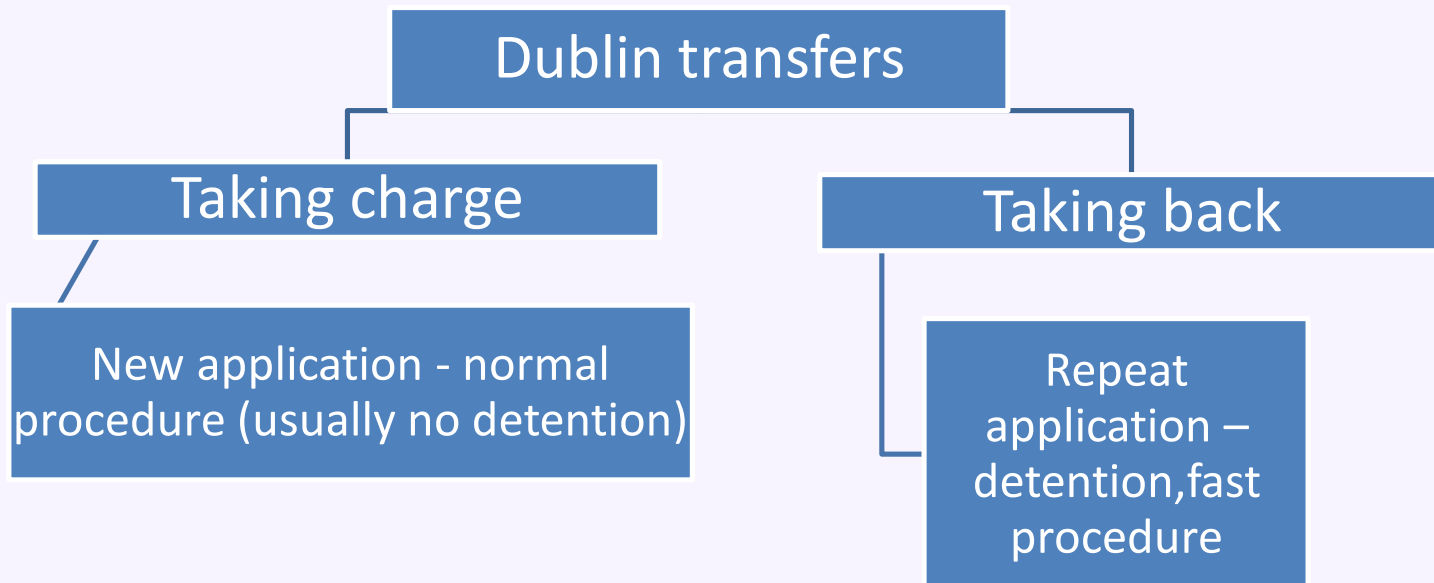 Dublin transfers
Taking charge
Taking back
New application - normal
procedure (usually no detention)
Repeat
application –
detention,fast
procedure